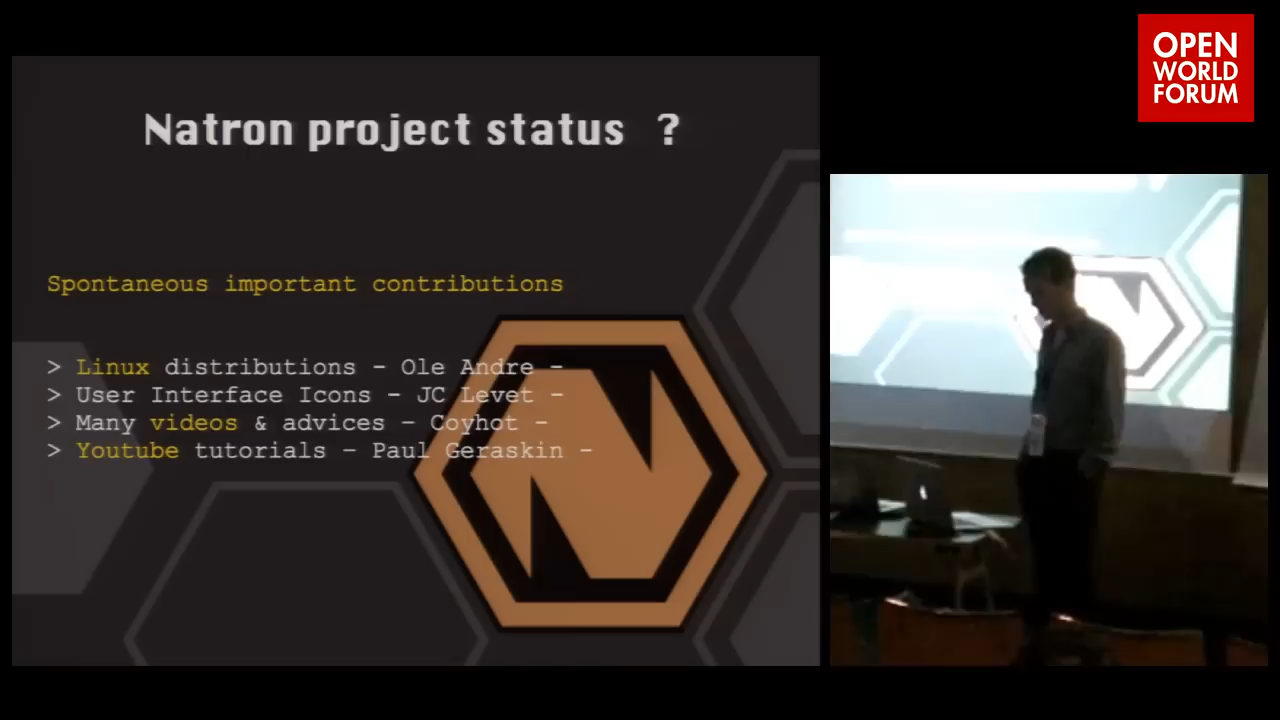 OPEN
WORLD
FORUM
Natron project status ?
Spontaneous important contributions
> Linux distributions - Ole Andre -
> User Interface Icons - JC Levet -
> Many videos & advices - Coyhot -
> Youtube tutorials - Paul Geraskin -